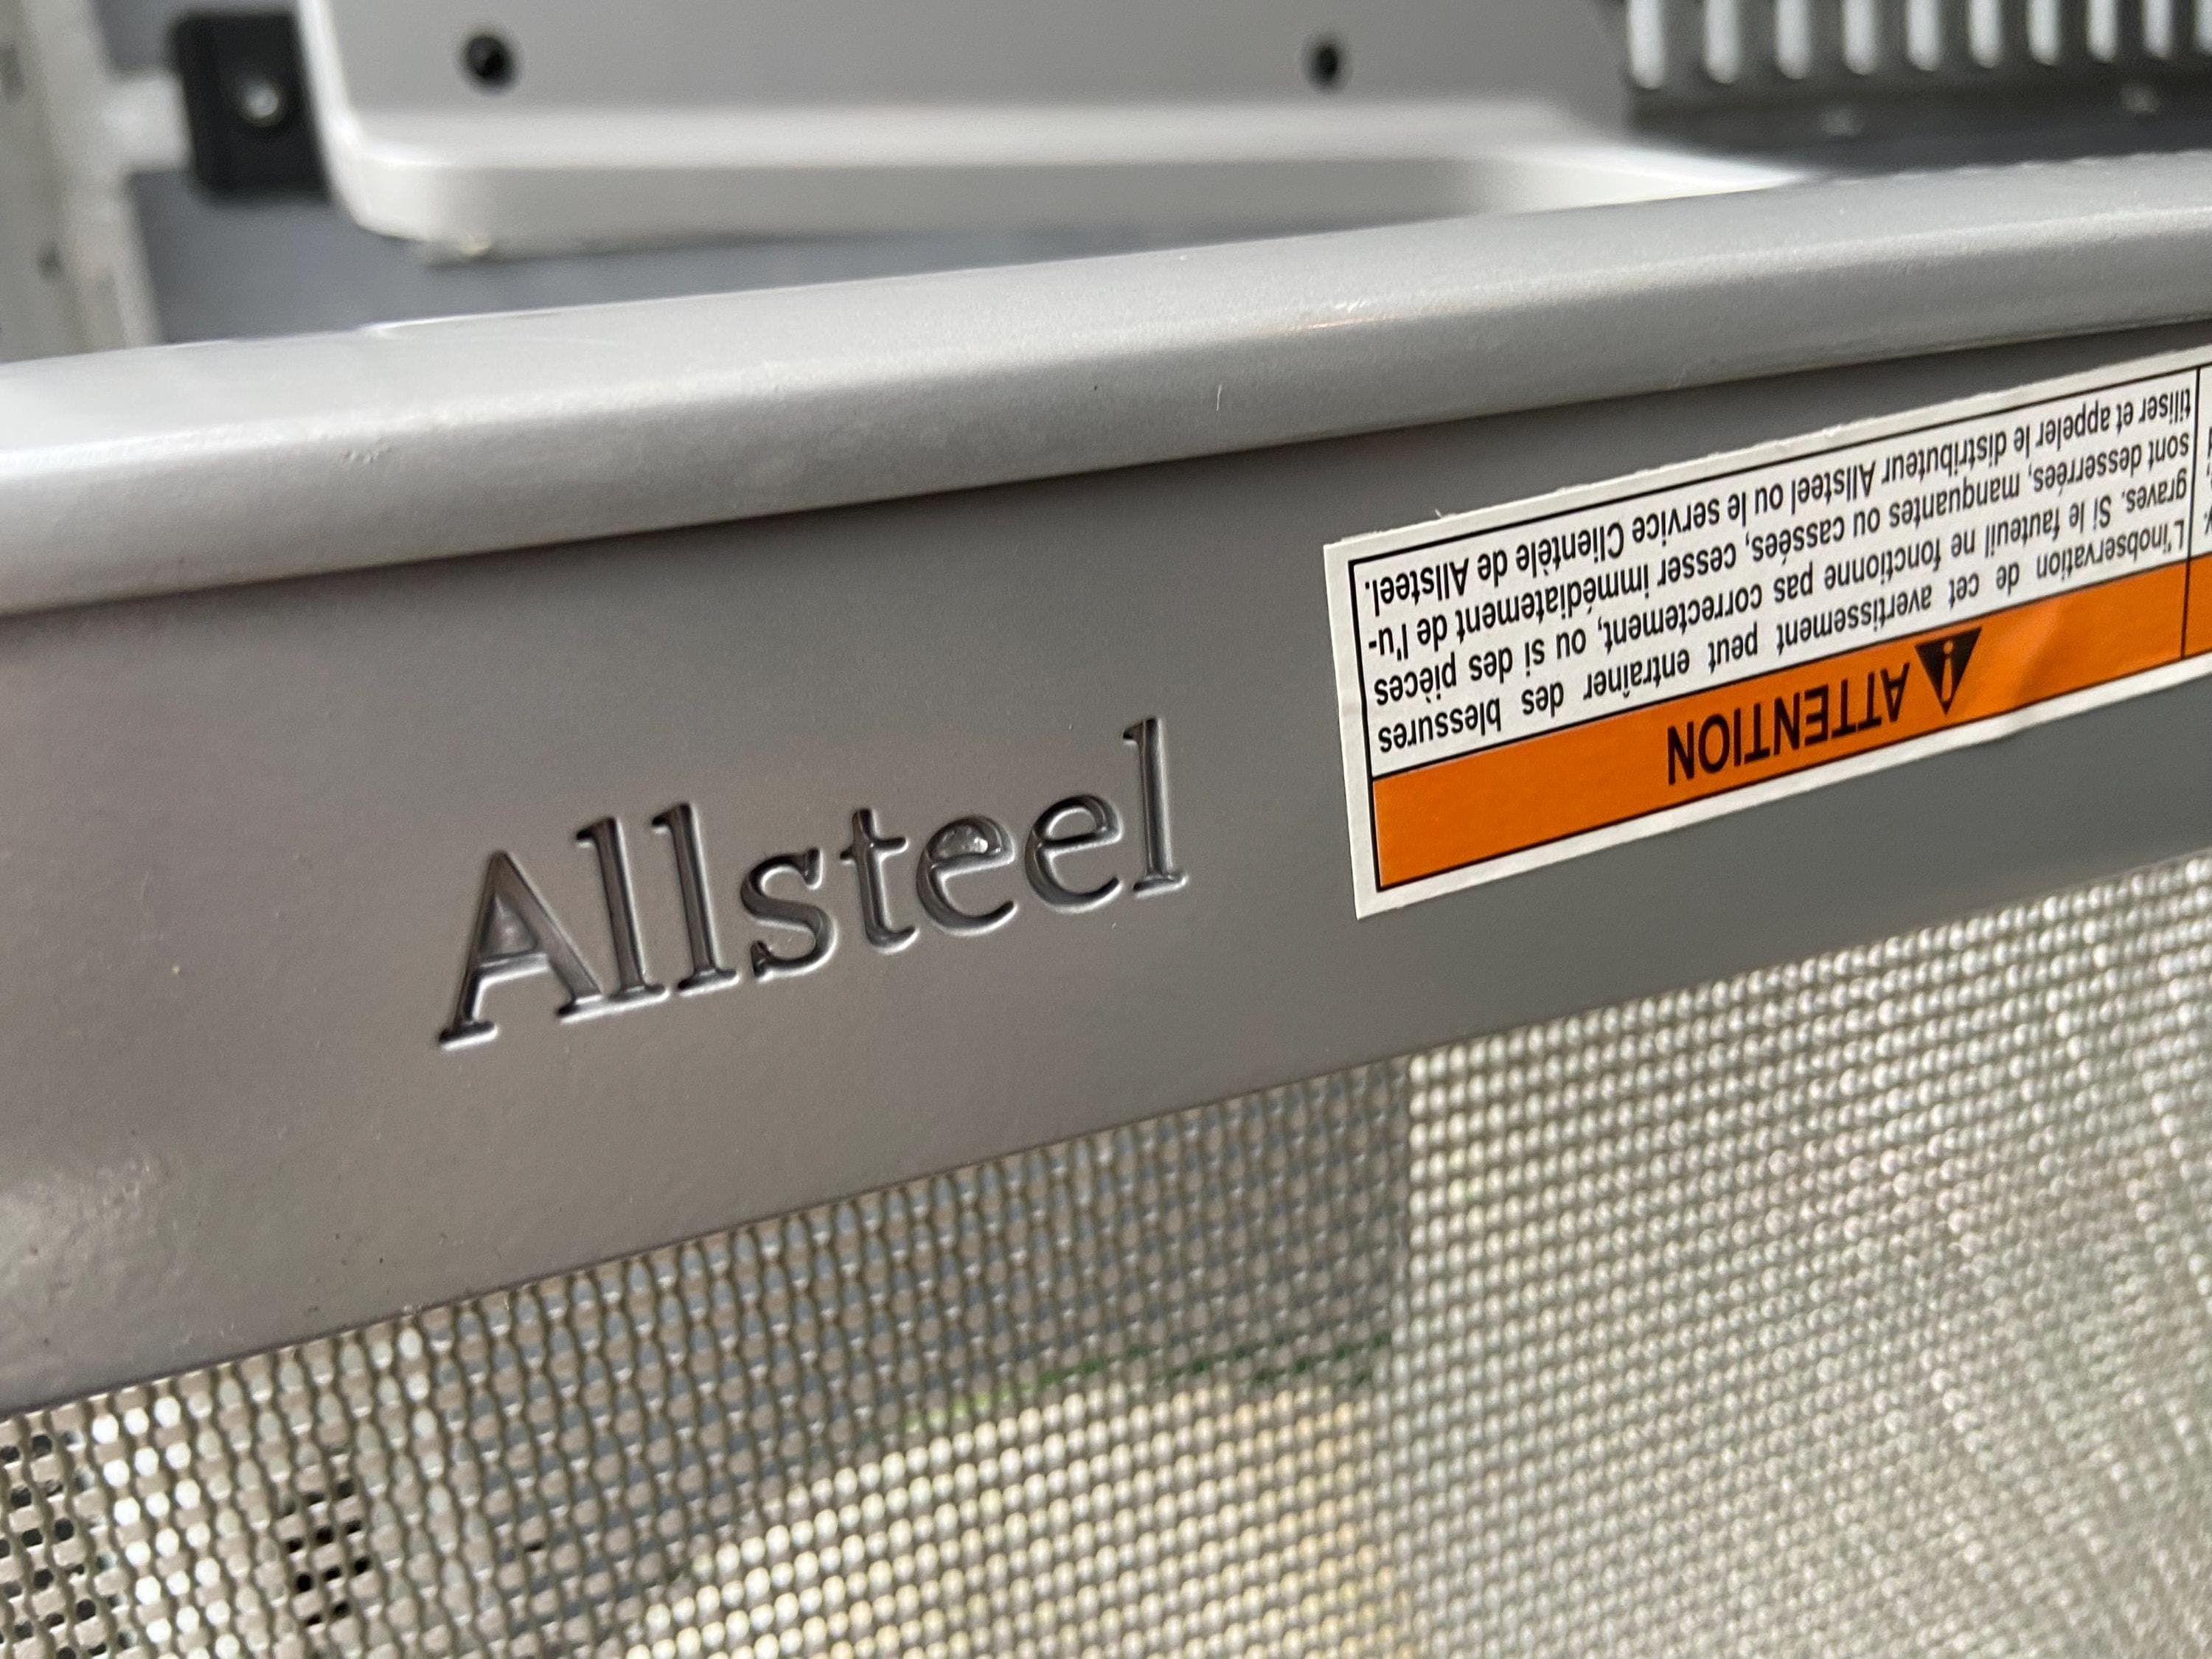 Allsteel
ATTENTION
L'inobservation de cet avertissement peut entraîner des blessures
graves. Si le fauteuil ne fonctionne pas correctement, ou si des pièces
sont desserrées, manquantes ou cassées, cesser immédiatement de l'u-
tiliser et appeler le distributeur Allsteel ou le service Clientèle de Allsteel.